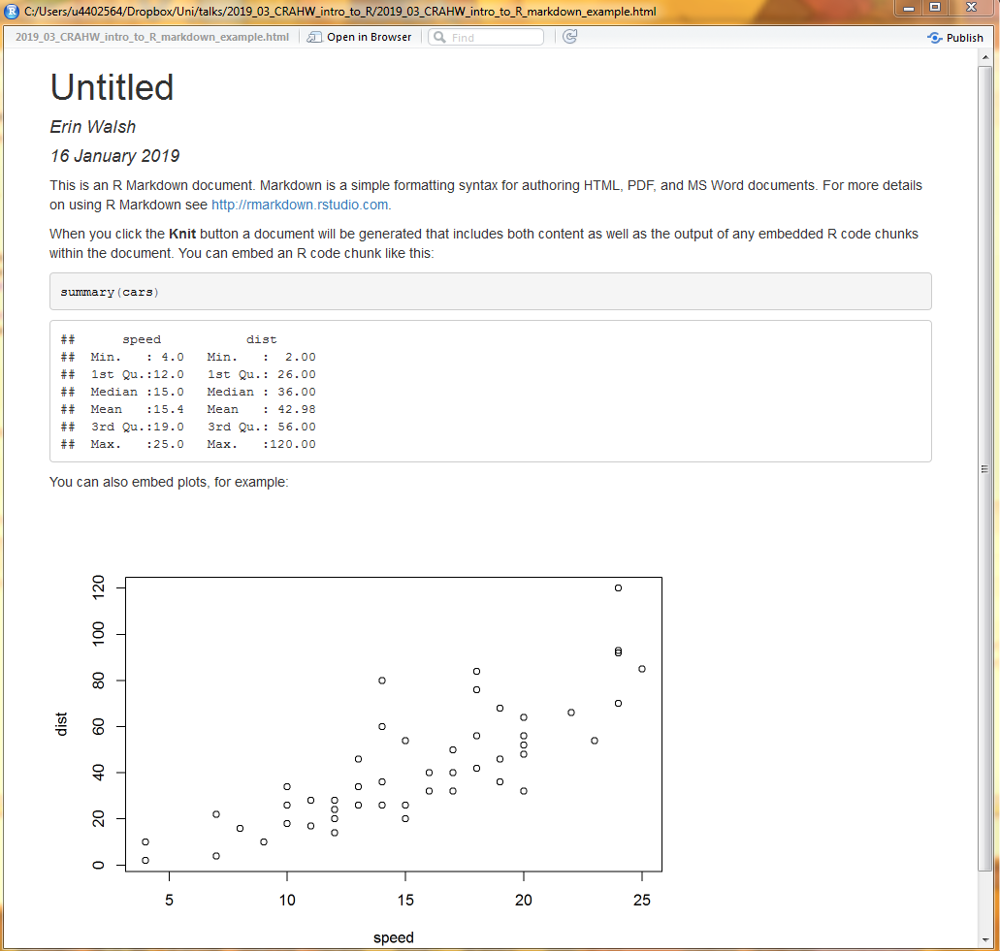 C:/Users/u4402564/Dropbox/Uni/talks/2019_03_CRAHW_intro_to_R/2019_03_CRAHW_intro_to_R_markdown_example.html
2019_03_CRAHW_intro_to_R_markdown_example.html Open in Browser Find Publish
Untitled
Erin Walsh
16 January 2019
This is an R Markdown document. Markdown is a simple formatting syntax for authoring HTML, PDF, and MS Word documents. For more details
on using R Markdown see http://rmarkdown.rstudio.com.
When you click the Knit button a document will be generated that includes both content as well as the output of any embedded R code chunks
within the document. You can embed an R code chunk like this:
summary(cars)
##      speed           dist
##  Min.   : 4.0   Min.   :  2.00
##  1st Qu.:12.0   1st Qu.: 26.00
##  Median :15.0   Median : 36.00
##  Mean   :15.4   Mean   : 42.98
##  3rd Qu.:19.0   3rd Qu.: 56.00
##  Max.   :25.0   Max.   :120.00
You can also embed plots, for example:
120
100
80
60
40
20
0
dist
5 10 15 20 25
speed